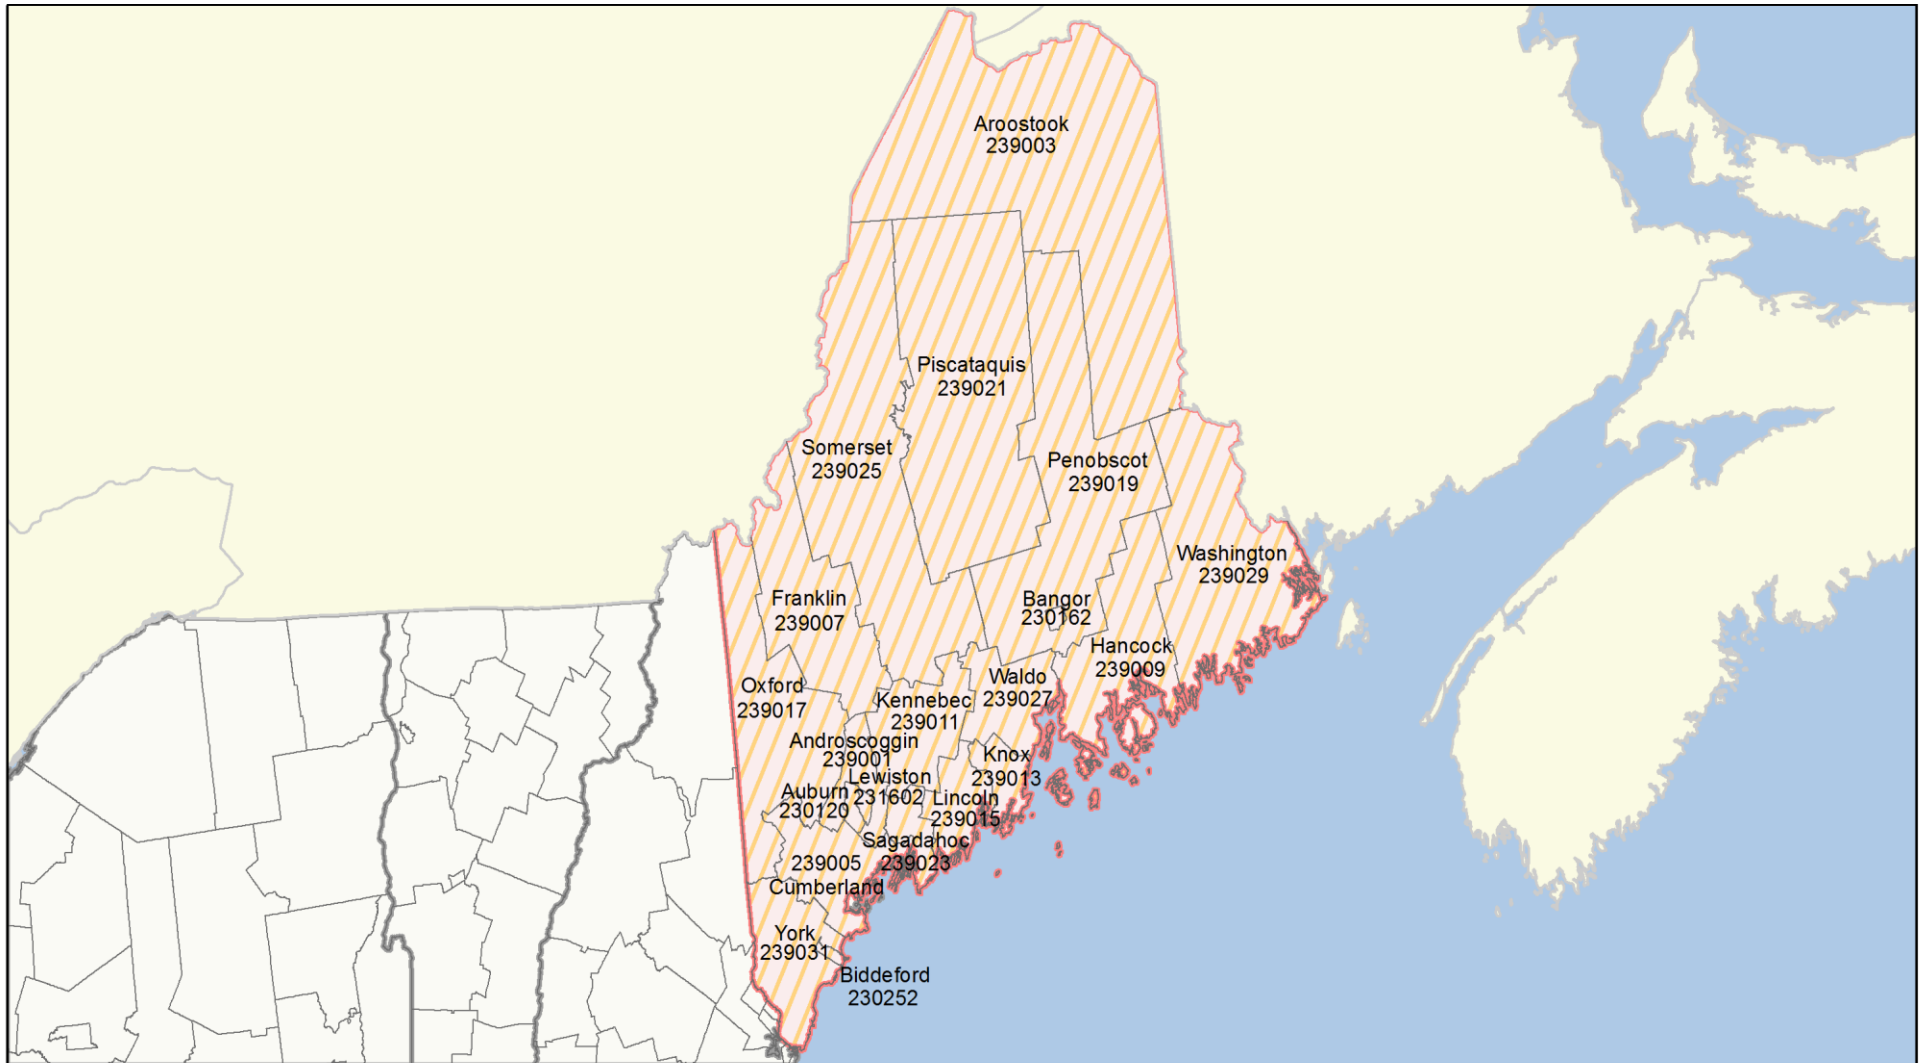 Aroostook
239003
Piscataquis
239021
Somerset
239025
Penobscot
239019
Washington
239029
Franklin
239007
Bangor
230162
Hancock
239009
Oxford
239017
Waldo
239027
Kennebec
239011
Androscoggin
239001
Knox
239013
Lewiston
231602
Auburn
230120
Lincoln
239015
Sagadahoc
239023
239005
Cumberland
York
239031
Biddeford
230252